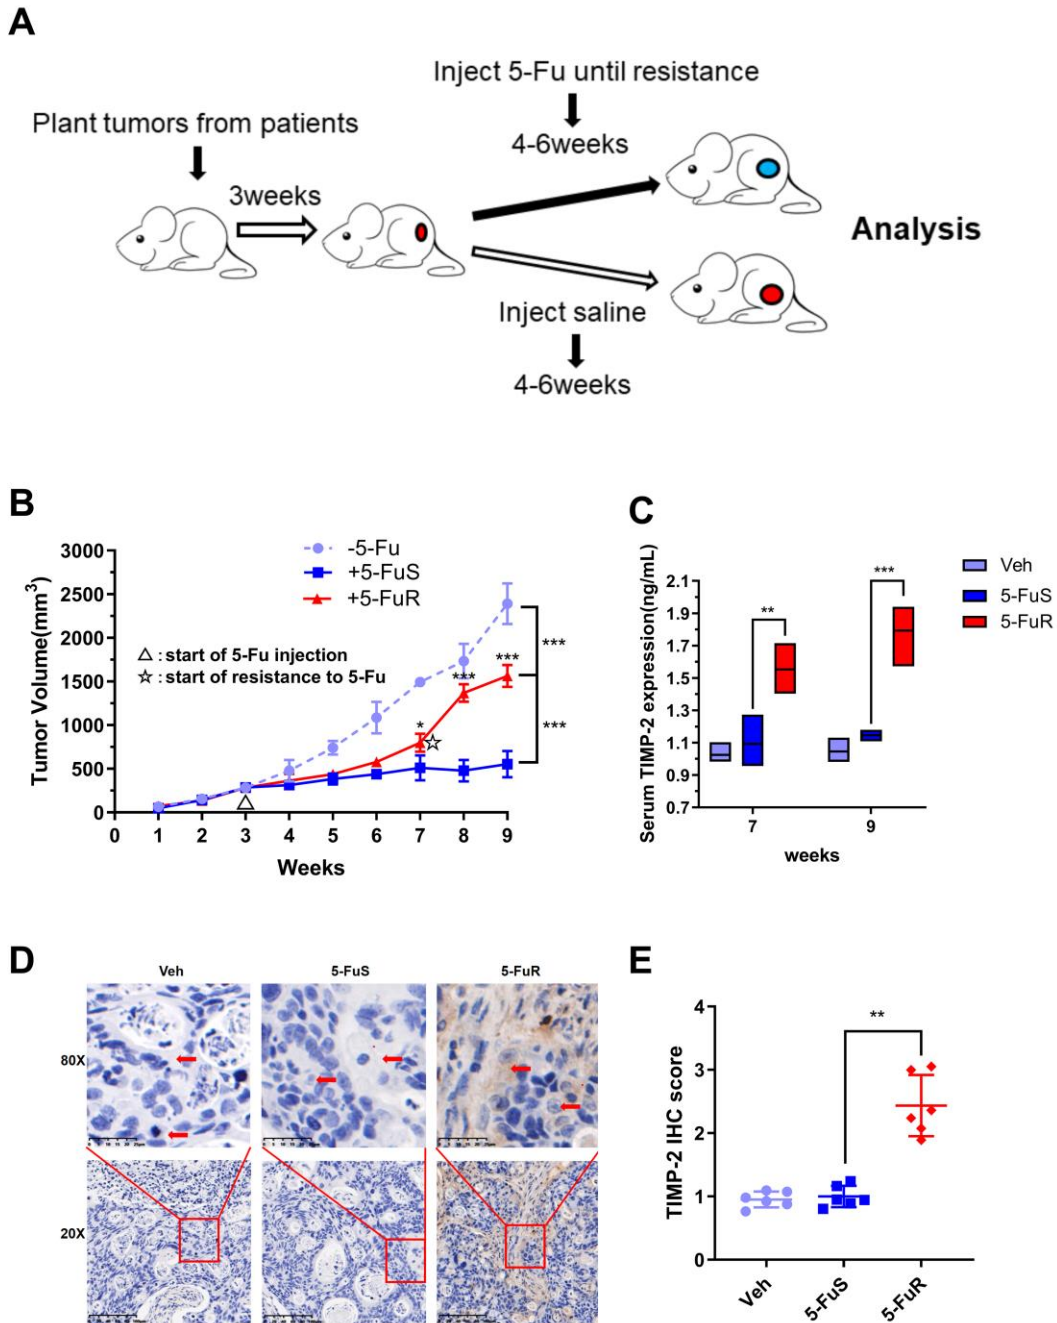 A
Inject 5-Fu until resistance
4-6weeks
Plant tumors from patients
3weeks
Analysis
Inject saline
4-6weeks
B
Tumor Volume(mm³)
3000
2500
2000
1500
1000
500
0
-5-Fu
+5-FuS
+5-FuR
△ : start of 5-Fu injection
☆ : start of resistance to 5-Fu
*
***
***
***
***
0 1 2 3 4 5 6 7 8 9
Weeks
C
Serum TIMP-2 expression(ng/mL)
2.1
1.9
1.7
1.5
1.3
1.1
0.9
0.7
**
***
Veh
5-FuS
5-FuR
7 9
weeks
D
Veh 5-FuS 5-FuR
80X
20X
E
TIMP-2 IHC score
4
3
2
1
0
**
Veh 5-FuS 5-FuR